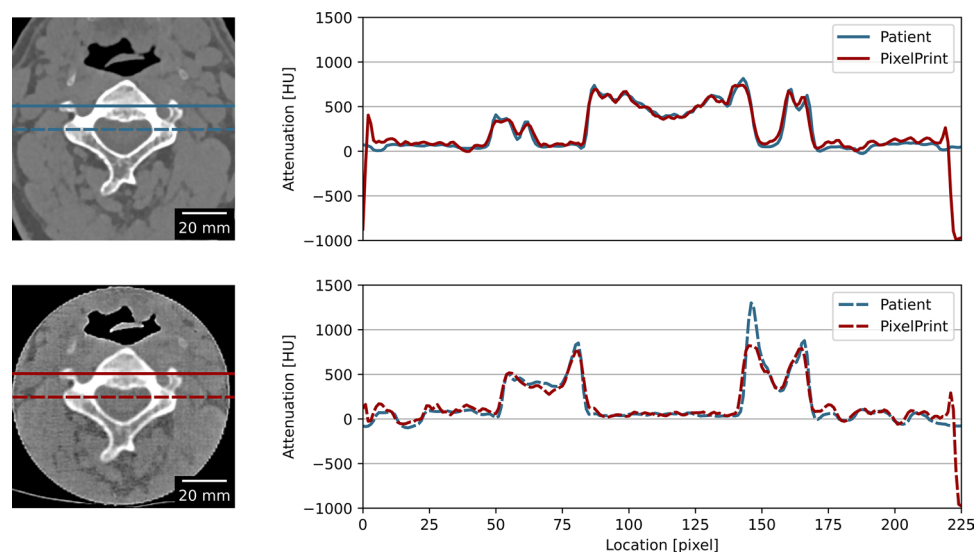 20 mm
1500
1000
500
0
−500
−1000
Attenuation [HU]
Patient
PixelPrint
20 mm
1500
1000
500
0
−500
−1000
Attenuation [HU]
Patient
PixelPrint
0 25 50 75 100 125 150 175 200 225
Location [pixel]